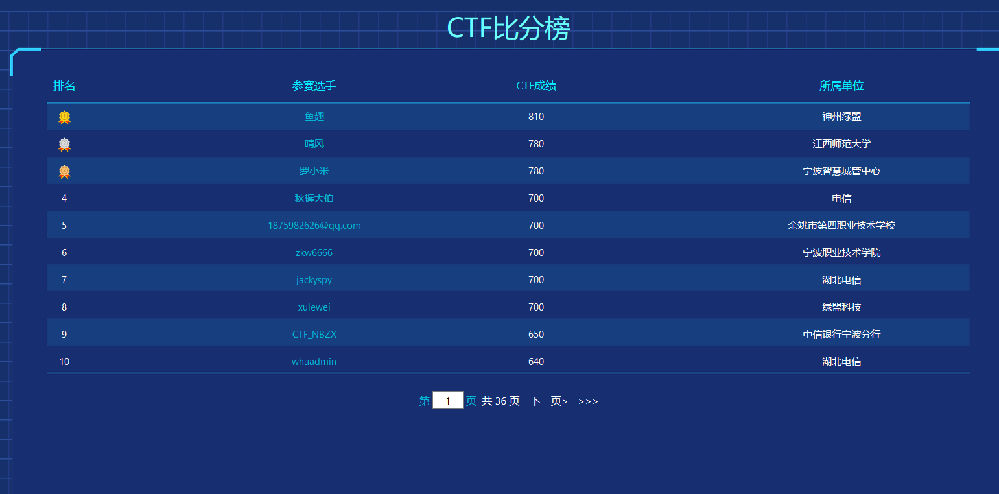 CTF比分榜
排名 参赛选手 CTF成绩 所属单位
1 鱼翅 810 神州绿盟
2 晴风 780 江西师范大学
3 罗小米 780 宁波智慧城管中心
4 秋裤大伯 700 电信
5 1875982626@qq.com 700 余姚市第四职业技术学校
6 zkw6666 700 宁波职业技术学院
7 jackyspy 700 湖北电信
8 xulewei 700 绿盟科技
9 CTF_NBZX 650 中信银行宁波分行
10 whuadmin 640 湖北电信
第 1 页 共 36 页 下一页> >>>